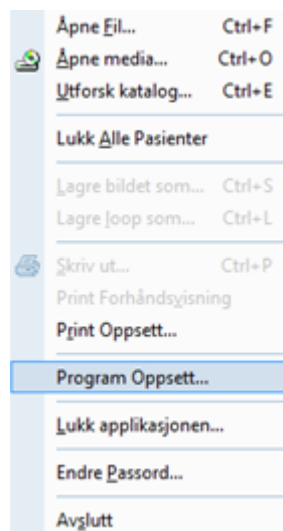 Åpne Fil... Ctrl+F
Åpne media... Ctrl+O
Utforsk katalog... Ctrl+E
Lukk Alle Pasienter
Lagre bildet som... Ctrl+S
Lagre loop som... Ctrl+L
Skriv ut... Ctrl+P
Print Forhåndsvisning
Print Oppsett...
Program Oppsett...
Lukk applikasjonen...
Endre Passord...
Avslutt